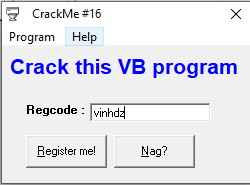 CrackMe #16
Program Help
Crack this VB program
Regcode : vinhdz
Register me! Nag?